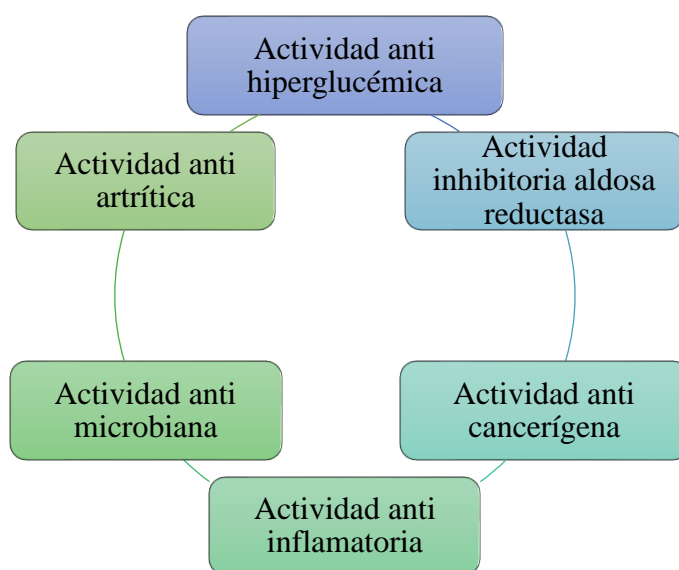 Actividad anti
hiperglucémica
Actividad
inhibitoria aldosa
reductasa
Actividad anti
cancerígena
Actividad anti
inflamatoria
Actividad anti
microbiana
Actividad anti
artrítica